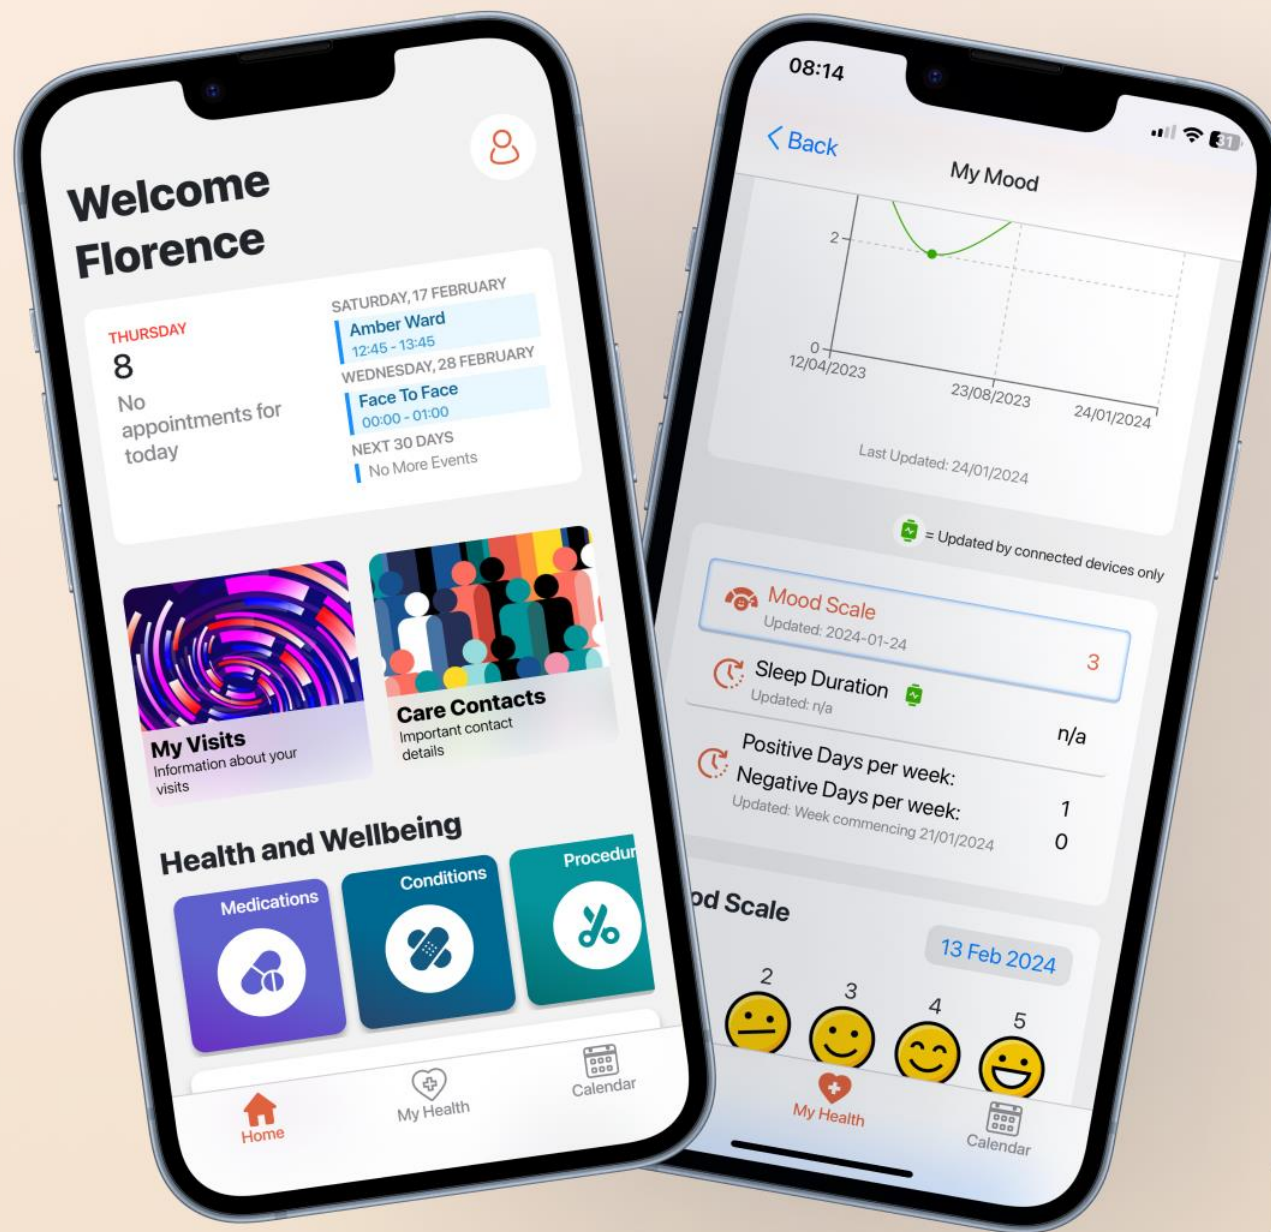 Welcome
Florence
THURSDAY
8
No
appointments for
today
SATURDAY, 17 FEBRUARY
Amber Ward
12:45 - 13:45
WEDNESDAY, 28 FEBRUARY
Face To Face
00:00 - 01:00
NEXT 30 DAYS
No More Events
My Visits
Information about your
visits
Care Contacts
Important contact
details
Health and Wellbeing
Medications
Conditions
Procedur
Home
My Health
Calendar
08:14
31
Back
My Mood
2
0
12/04/2023
23/08/2023
24/01/2024
Last Updated: 24/01/2024
= Updated by connected devices only
Mood Scale
Updated: 2024-01-24
3
Sleep Duration
Updated: n/a
n/a
Positive Days per week:
1
Negative Days per week:
0
Updated: Week commencing 21/01/2024
od Scale
13 Feb 2024
2
3
4
5
My Health
Calendar